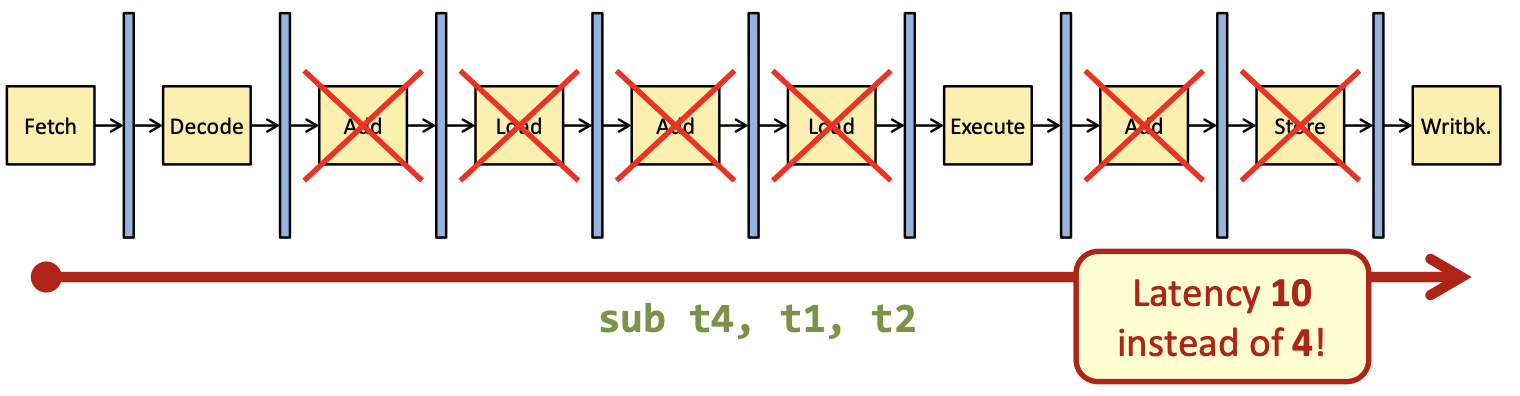 Fetch
Decode
Add
Load
Add
Load
Execute
Add
Store
Writbk.
sub t4, t1, t2
Latency 10
instead of 4!